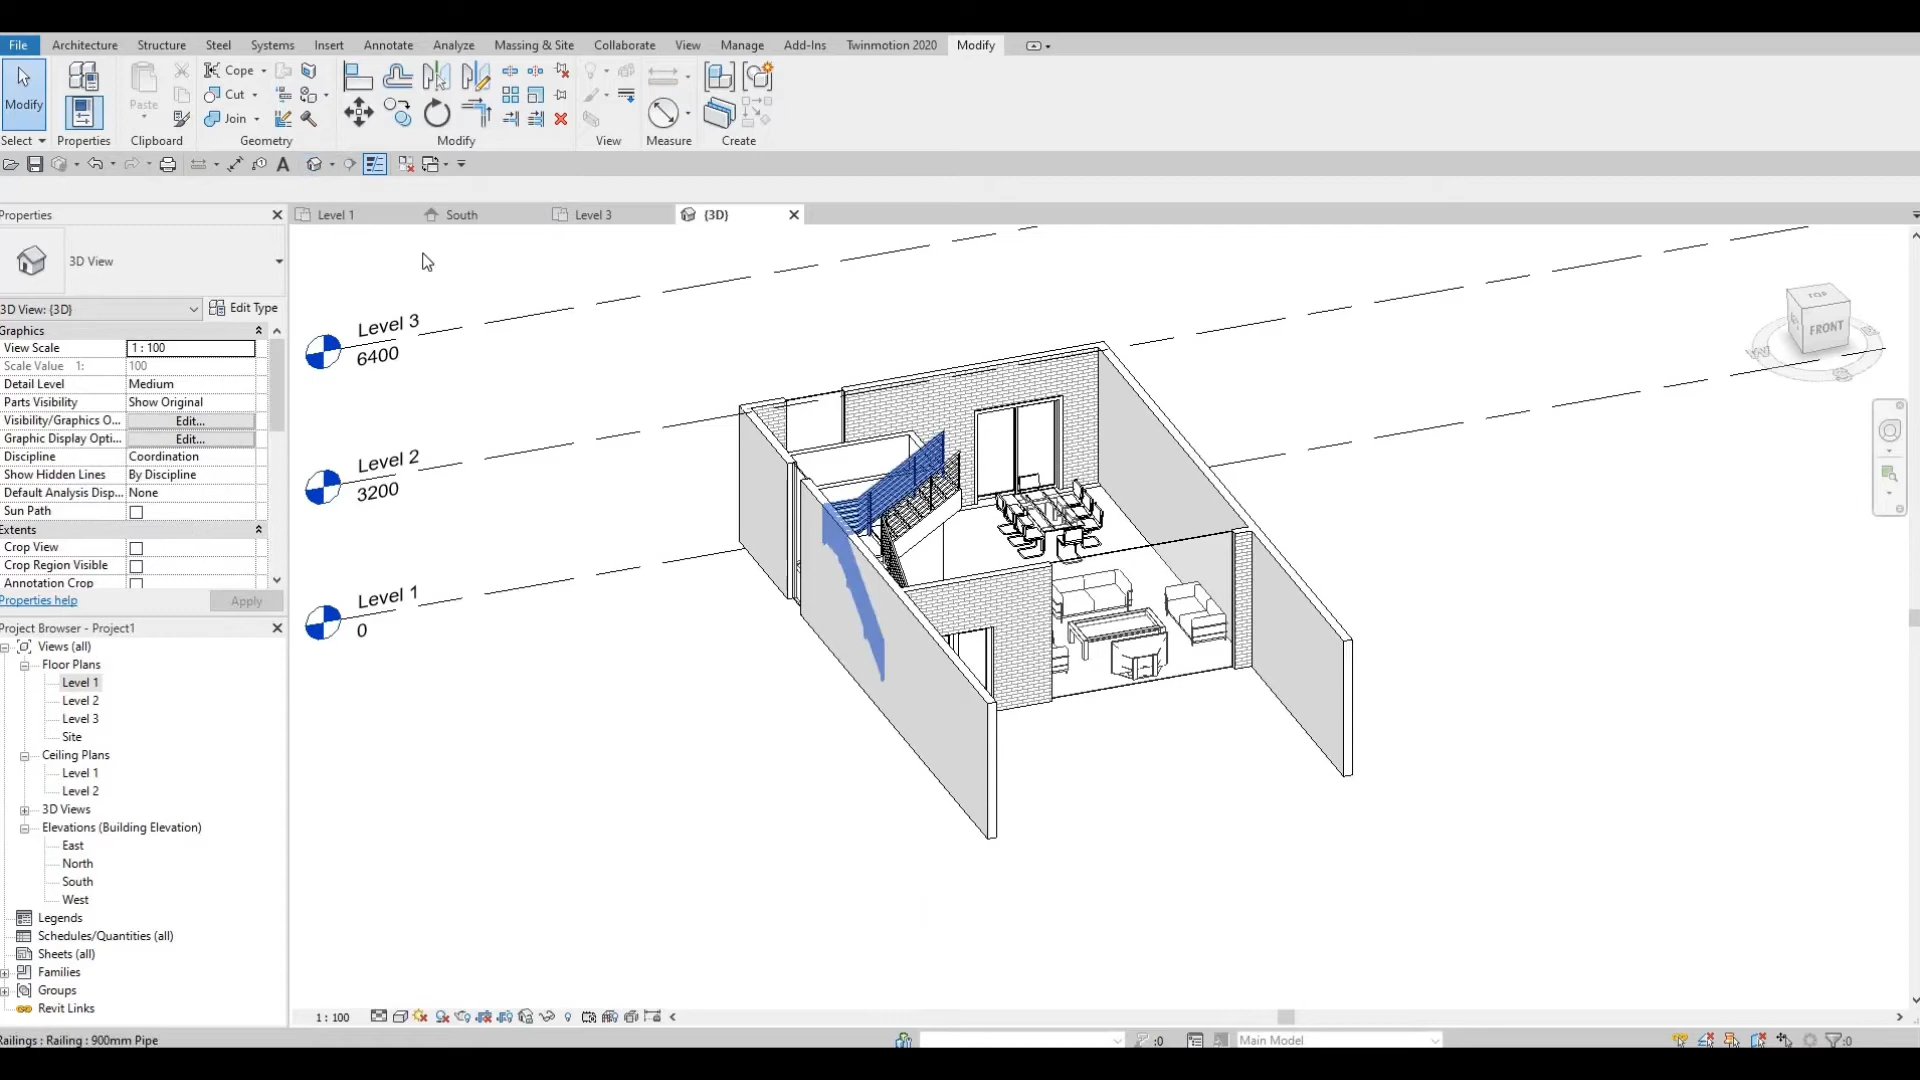 File Architecture Structure Steel Systems Insert Annotate Analyze Massing & Site Collaborate View Manage Add-Ins Twinmotion 2020 Modify
Modify
Paste
Cope
Cut
Join
Select Properties Clipboard Geometry Modify View Measure Create
Properties
Level 1 South Level 3 {3D}
3D View
3D View: {3D} Edit Type
Graphics
View Scale 1 : 100
Scale Value 1: 100
Detail Level Medium
Parts Visibility Show Original
Visibility/Graphics O... Edit...
Graphic Display Opti... Edit...
Discipline Coordination
Show Hidden Lines By Discipline
Default Analysis Disp... None
Sun Path
Extents
Crop View
Crop Region Visible
Annotation Crop
Properties help Apply
Project Browser - Project1
Views (all)
Floor Plans
Level 1
Level 2
Level 3
Site
Ceiling Plans
Level 1
Level 2
3D Views
Elevations (Building Elevation)
East
North
South
West
Legends
Schedules/Quantities (all)
Sheets (all)
Families
Groups
Revit Links
Level 3
6400
Level 2
3200
Level 1
0
TOP
FRONT
W
1 : 100
ailings : Railing : 900mm Pipe
:0
Main Model
:0